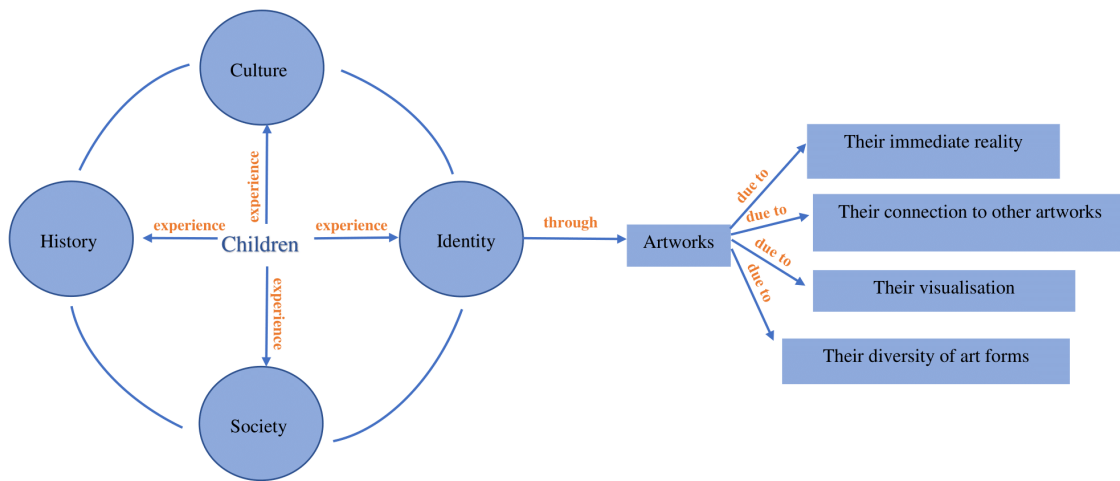 Culture
experience
History
experience
Children
experience
Identity
experience
Society
through
Artworks
due to
Their immediate reality
due to
Their connection to other artworks
due to
Their visualisation
due to
Their diversity of art forms